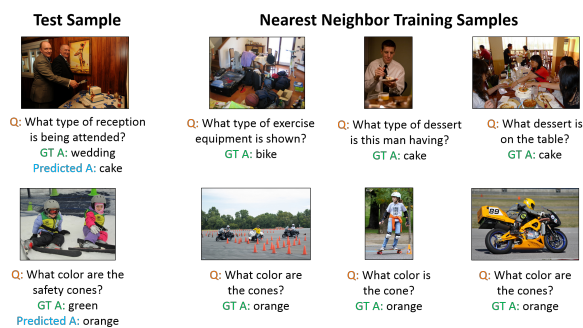 Test Sample
Nearest Neighbor Training Samples
Q: What type of reception
is being attended?
GT A: wedding
Predicted A: cake
Q: What type of exercise
equipment is shown?
GT A: bike
Q: What type of dessert
is this man having?
GT A: cake
Q: What dessert is
on the table?
GT A: cake
Q: What color are the
safety cones?
GT A: green
Predicted A: orange
Q: What color are
the cones?
GT A: orange
Q: What color is
the cone?
GT A: orange
89
Q: What color are
the cones?
GT A: orange